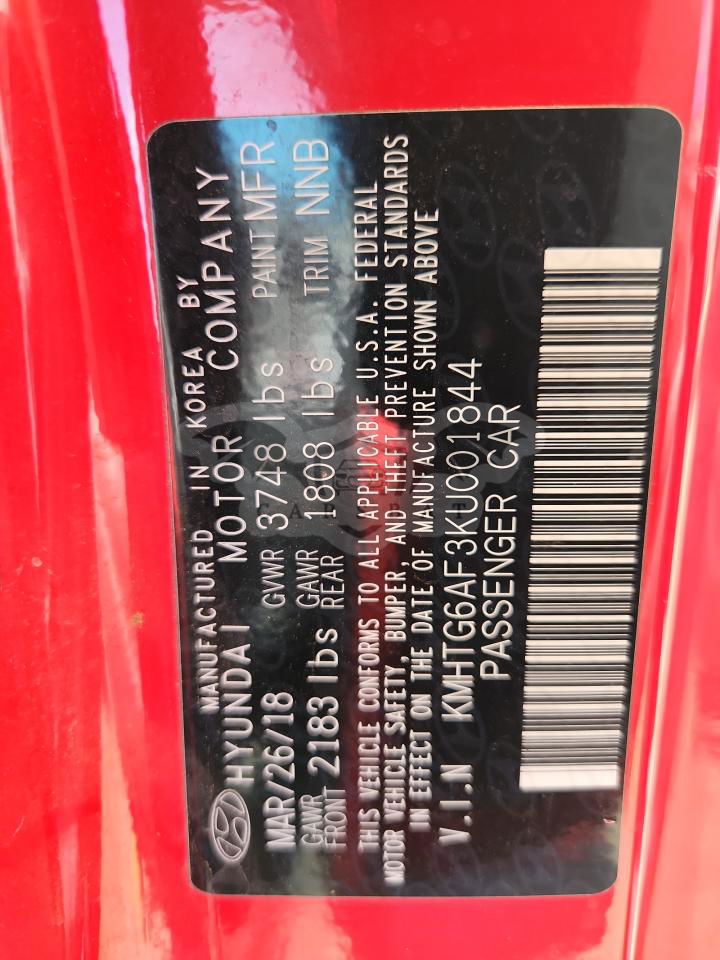 MANUFACTURED IN KOREA BY
HYUNDAI MOTOR COMPANY
MAR/26/18 GVWR 3748 lbs PAINT MFR
GAWR FRONT 2183 lbs GAWR REAR 1808 lbs TRIM NNB
THIS VEHICLE CONFORMS TO ALL APPLICABLE U.S.A. FEDERAL
MOTOR VEHICLE SAFETY, BUMPER, AND THEFT PREVENTION STANDARDS
IN EFFECT ON THE DATE OF MANUFACTURE SHOWN ABOVE
V.I.N KMHTG6AF3KU001844
PASSENGER CAR